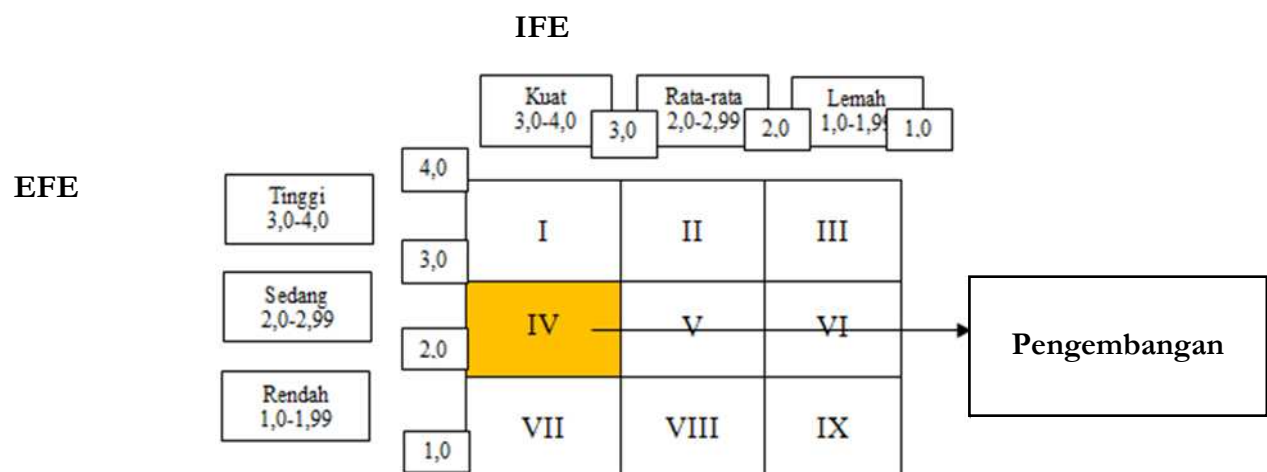 IFE
Kuat
3,0-4,0
3,0
Rata-rata
2,0-2,99
2,0
Lemah
1,0-1,99
1,0
EFE
4,0
Tinggi
3,0-4,0
I
II
III
3,0
Sedang
2,0-2,99
IV
V
VI
Pengembangan
2,0
Rendah
1,0-1,99
VII
VIII
IX
1,0